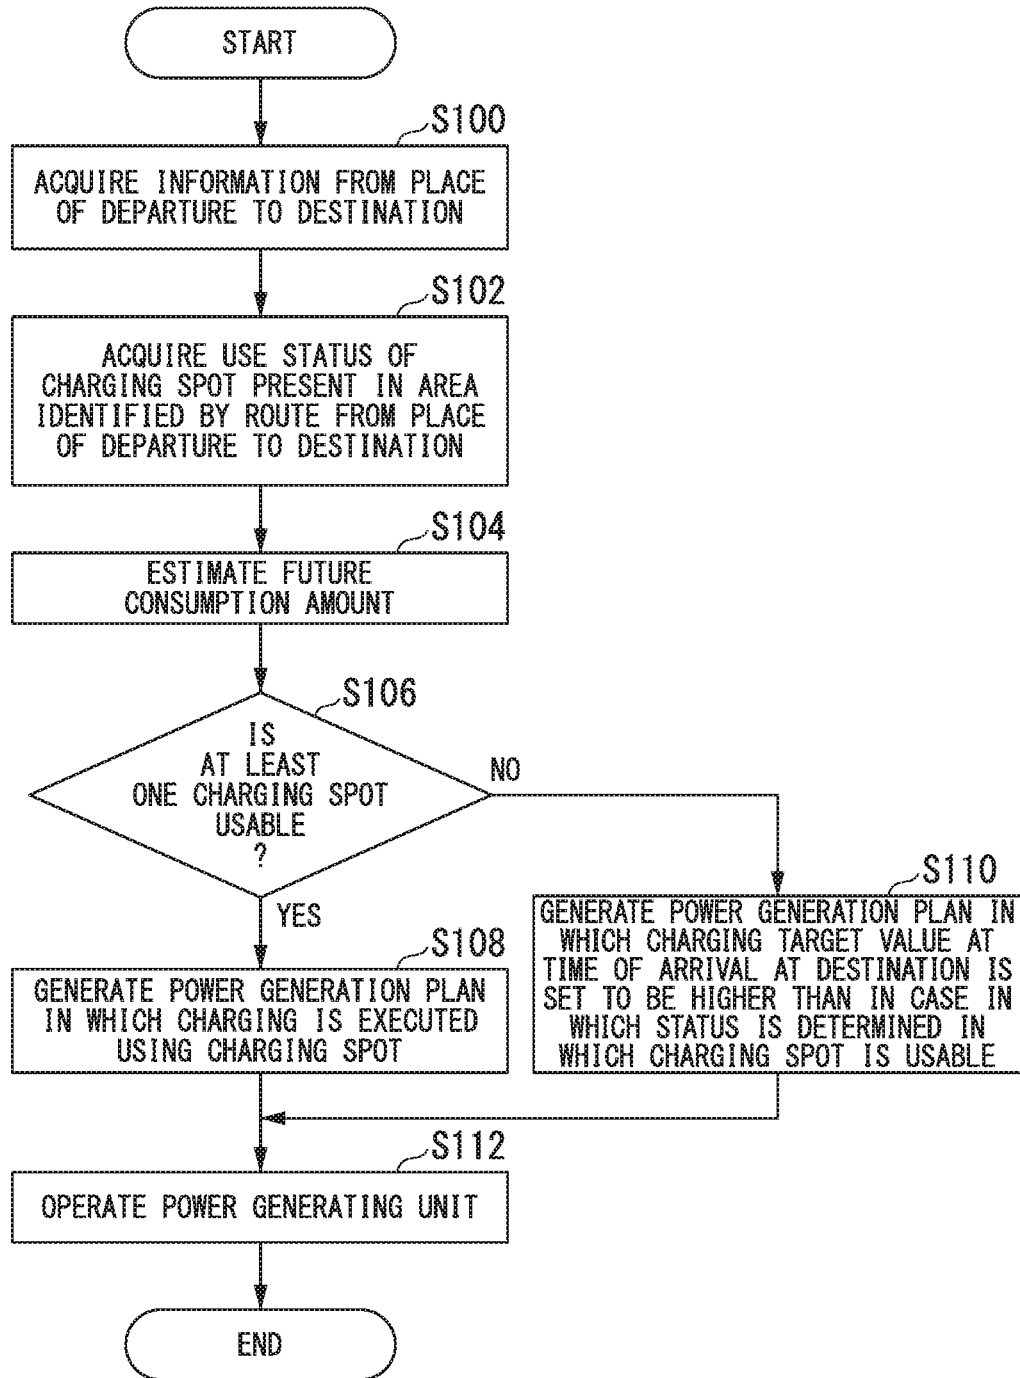 START
S100
ACQUIRE INFORMATION FROM PLACE
OF DEPARTURE TO DESTINATION
S102
ACQUIRE USE STATUS OF
CHARGING SPOT PRESENT IN AREA
IDENTIFIED BY ROUTE FROM PLACE
OF DEPARTURE TO DESTINATION
S104
ESTIMATE FUTURE
CONSUMPTION AMOUNT
S106
IS
AT LEAST
ONE CHARGING SPOT
USABLE
?
NO
YES
S108
GENERATE POWER GENERATION PLAN
IN WHICH CHARGING IS EXECUTED
USING CHARGING SPOT
S110
GENERATE POWER GENERATION PLAN IN
WHICH CHARGING TARGET VALUE AT
TIME OF ARRIVAL AT DESTINATION IS
SET TO BE HIGHER THAN IN CASE IN
WHICH STATUS IS DETERMINED IN
WHICH CHARGING SPOT IS USABLE
S112
OPERATE POWER GENERATING UNIT
END